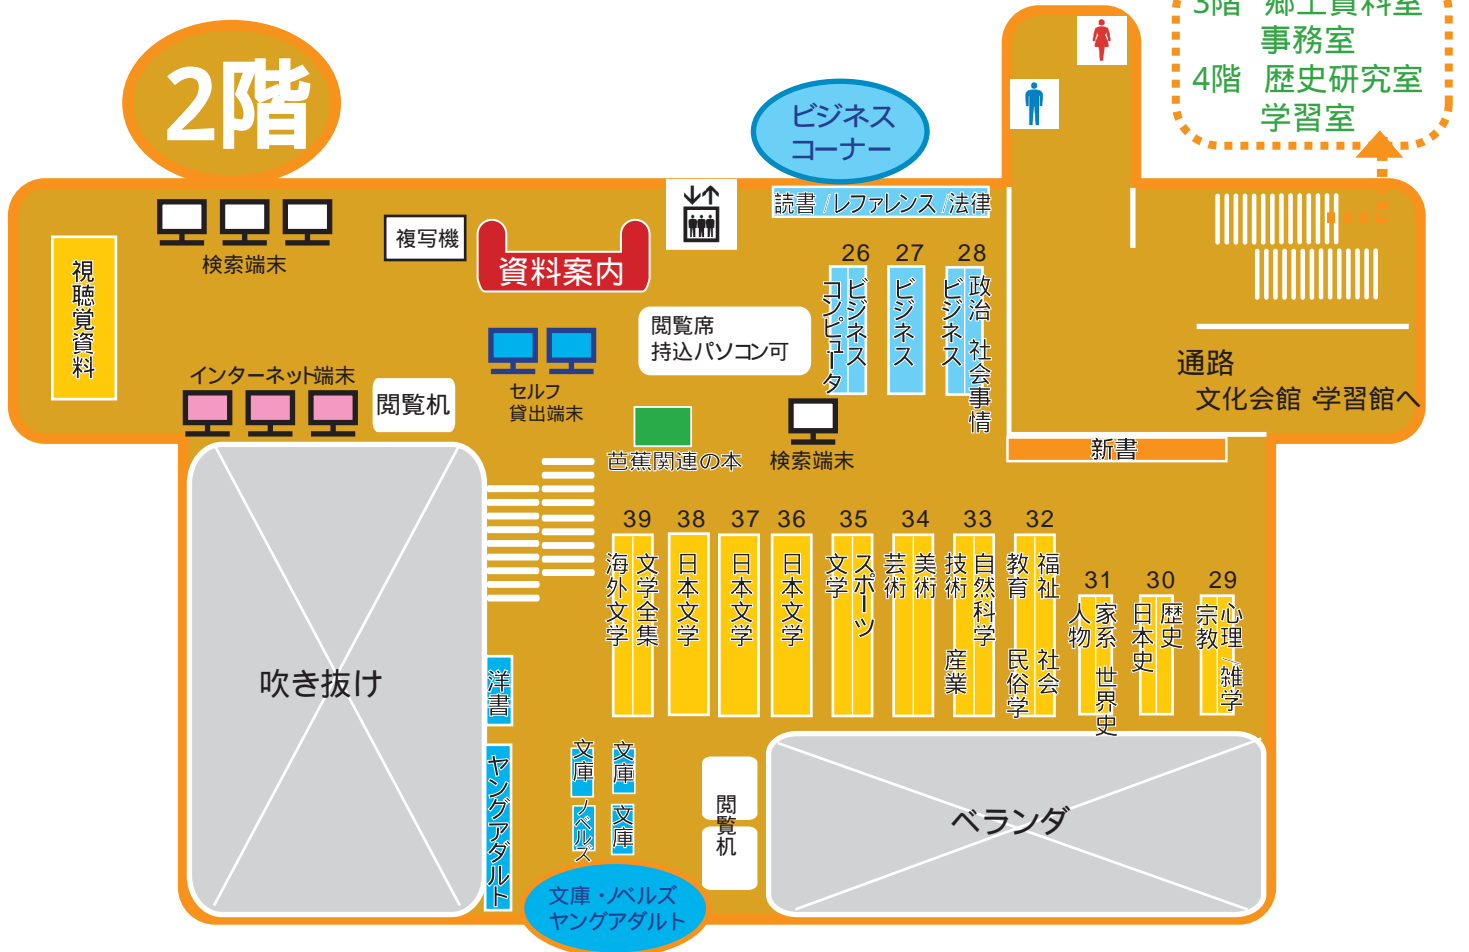 3階 郷土資料室
事務室
4階 歴史研究室
学習室
2階
ビジネス
コーナー
読書/レファレンス/法律
検索端末
複写機
資料案内
視聴覚資料
閲覧席
持込パソコン可
26
27
28
コンピュータ
ビジネス
ビジネス
ビジネス
政治 社会事情
通路
文化会館・学習館へ
インターネット端末
閲覧机
セルフ
貸出端末
芭蕉関連の本
検索端末
新書
39
38
37
36
35
34
33
32
31
30
29
海外文学
文学全集
日本文学
日本文学
日本文学
文学
スポーツ
芸術
美術
技術 産業
自然科学
教育 民俗学
福祉 社会
人物
家系 世界史
日本史
歴史
宗教
心理/雑学
吹き抜け
洋書
ヤングアダルト
文庫
文庫
ノベルズ
文庫
閲覧机
ベランダ
文庫・ノベルズ
ヤングアダルト